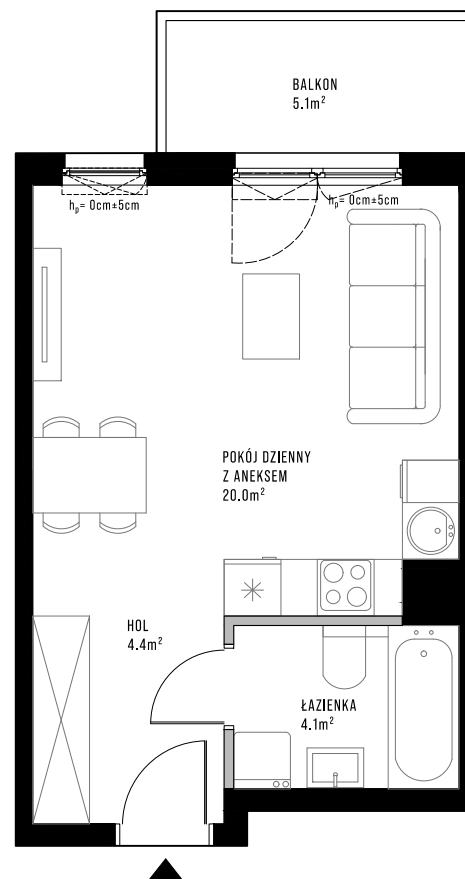 BALKON
5.1m²
hₚ= 0cm±5cm
hₚ= 0cm±5cm
POKÓJ DZIENNY
Z ANEKSEM
20.0m²
HOL
4.4m²
ŁAZIENKA
4.1m²